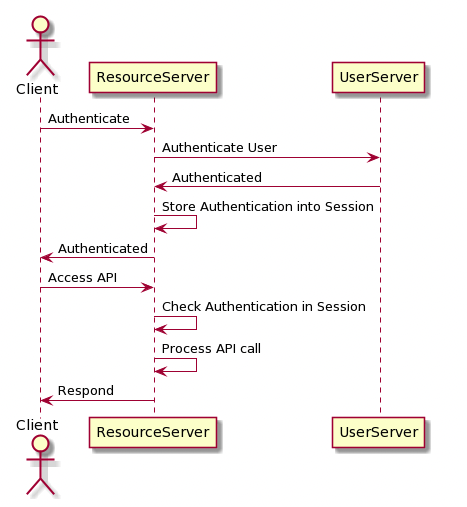 Client
ResourceServer
UserServer
Authenticate
Authenticate User
Authenticated
Store Authentication into Session
Authenticated
Access API
Check Authentication in Session
Process API call
Respond
Client
ResourceServer
UserServer